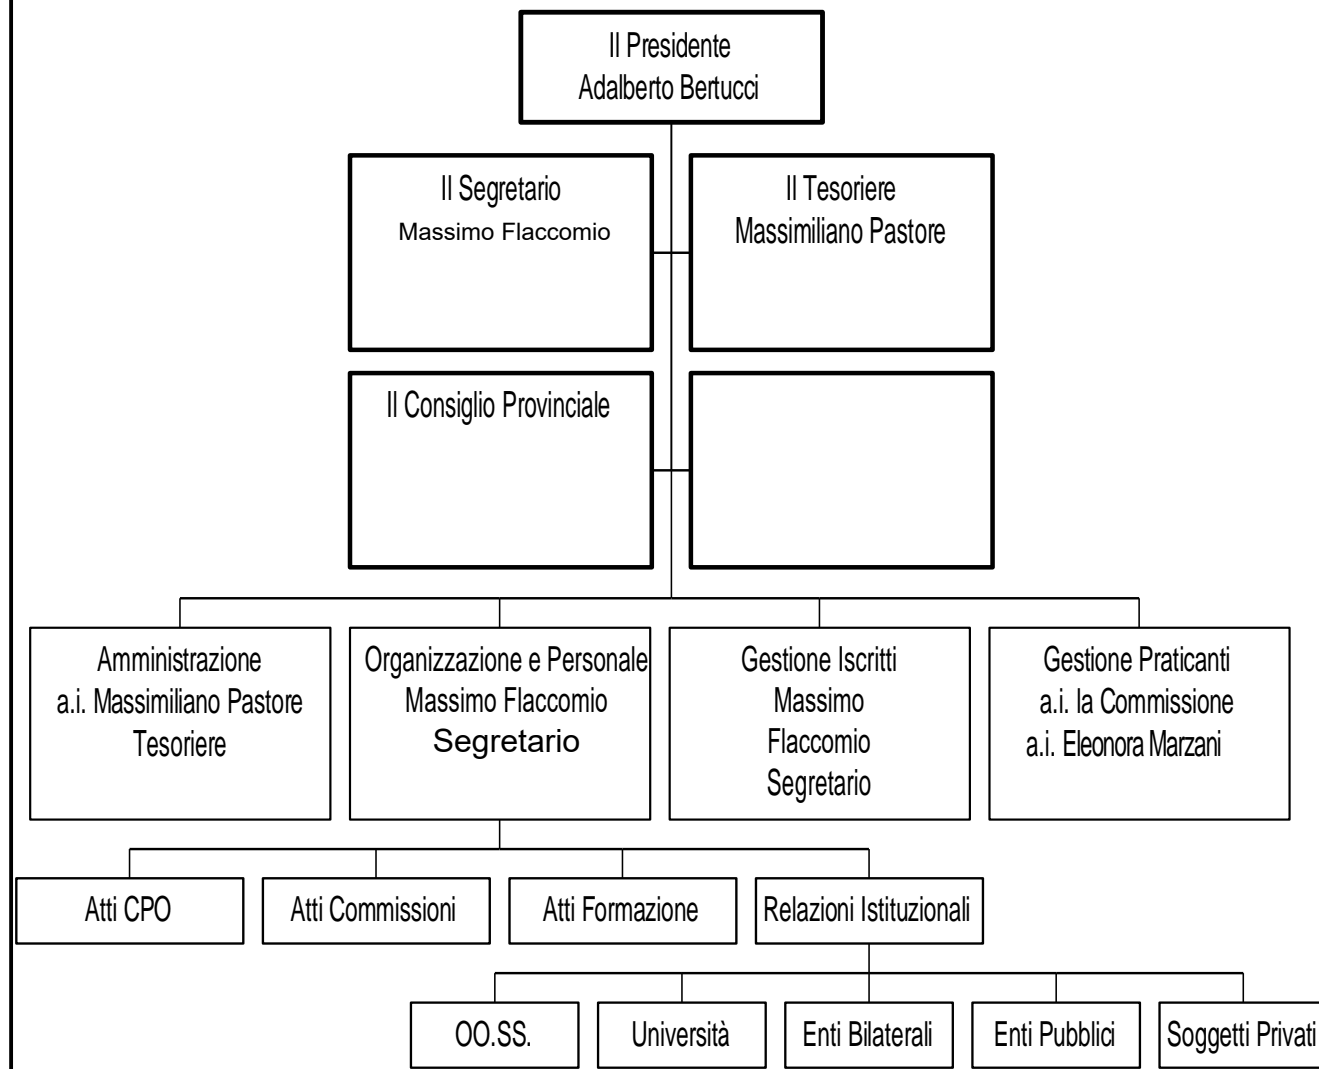 Il Presidente
Adalberto Bertucci
Il Segretario
Massimo Flaccomio
Il Tesoriere
Massimiliano Pastore
Il Consiglio Provinciale
Amministrazione
a.i. Massimiliano Pastore
Tesoriere
Organizzazione e Personale
Massimo Flaccomio
Segretario
Gestione Iscritti
Massimo
Flaccomio
Segretario
Gestione Praticanti
a.i. la Commissione
a.i. Eleonora Marzani
Atti CPO
Atti Commissioni
Atti Formazione
Relazioni Istituzionali
OO.SS.
Università
Enti Bilaterali
Enti Pubblici
Soggetti Privati